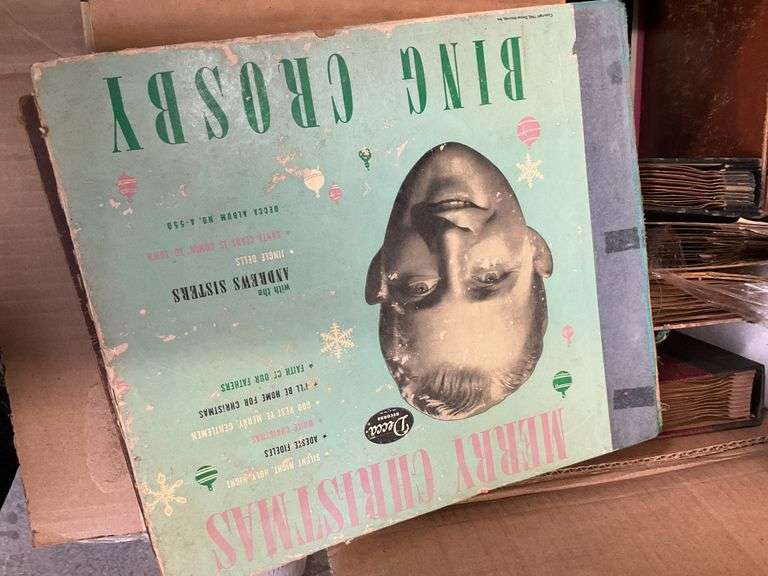 MERRY CHRISTMAS
Decca
RECORDS
SILENT NIGHT, HOLY NIGHT
ADESTE FIDELES
WHITE CHRISTMAS
GOD REST YE MERRY, GENTLEMEN
I'LL BE HOME FOR CHRISTMAS
FAITH OF OUR FATHERS
with the
ANDREWS SISTERS
JINGLE BELLS
SANTA CLAUS IS COMIN' TO TOWN
DECCA ALBUM NO. A-550
BING CROSBY